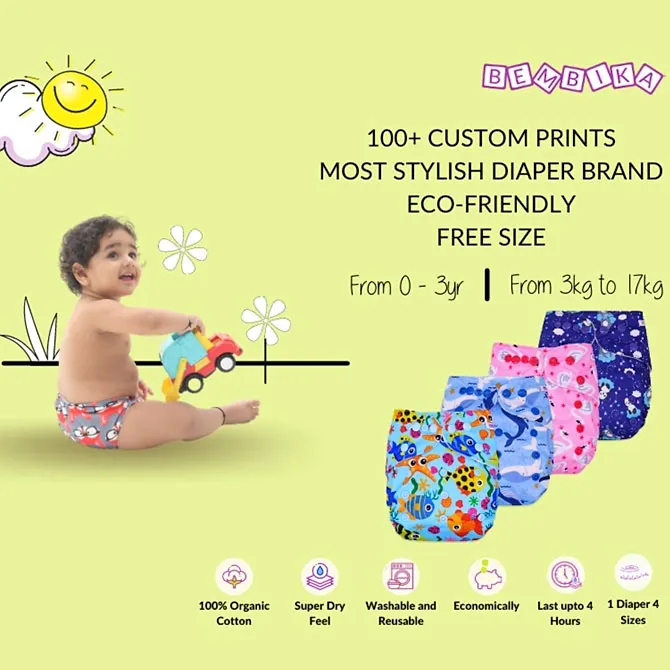 BEMBIKA
100+ CUSTOM PRINTS
MOST STYLISH DIAPER BRAND
ECO-FRIENDLY
FREE SIZE
From 0 - 3yr | From 3kg to 17kg
100% Organic
Cotton
Super Dry
Feel
Washable and
Reusable
Economically
Last upto 4
Hours
1 Diaper 4
Sizes